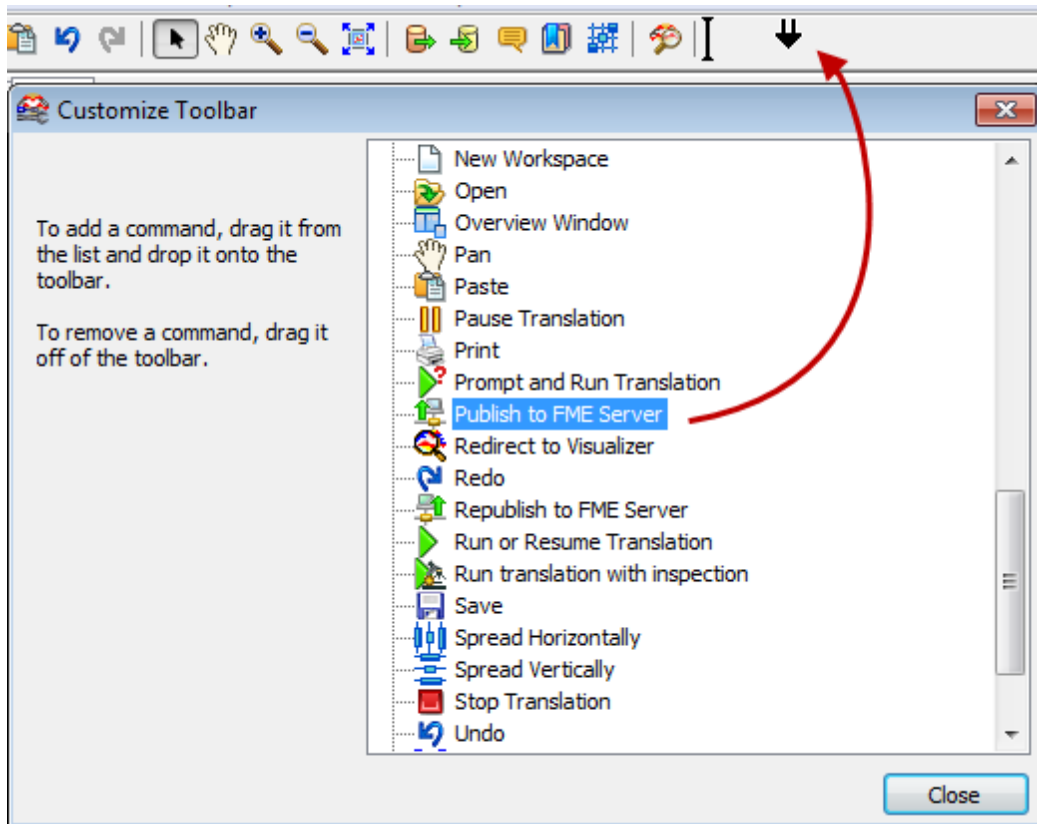 Customize Toolbar
To add a command, drag it from
the list and drop it onto the
toolbar.
To remove a command, drag it
off of the toolbar.
New Workspace
Open
Overview Window
Pan
Paste
Pause Translation
Print
Prompt and Run Translation
Publish to FME Server
Redirect to Visualizer
Redo
Republish to FME Server
Run or Resume Translation
Run translation with inspection
Save
Spread Horizontally
Spread Vertically
Stop Translation
Undo
Close